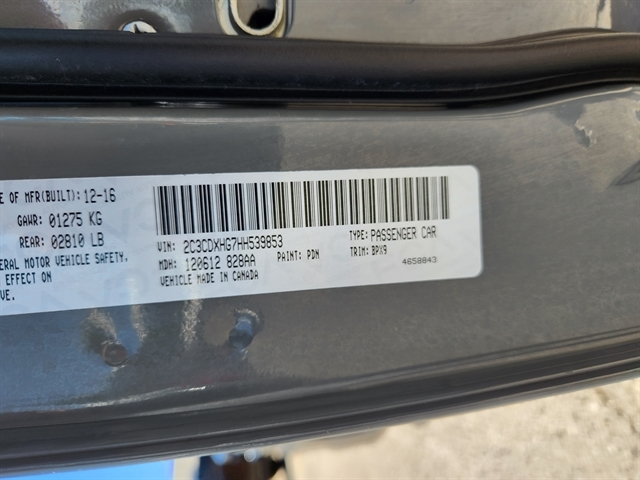 E OF MFR(BUILT): 12-16
GAWR: 01275 KG
REAR: 02810 LB
ERAL MOTOR VEHICLE SAFETY,
EFFECT ON
VE.
VIN: 2C3CDXHG7HH539853
TYPE: PASSENGER CAR
MDH: 120612 828AA
PAINT: PDN
TRIM: BPX9
VEHICLE MADE IN CANADA
4658843